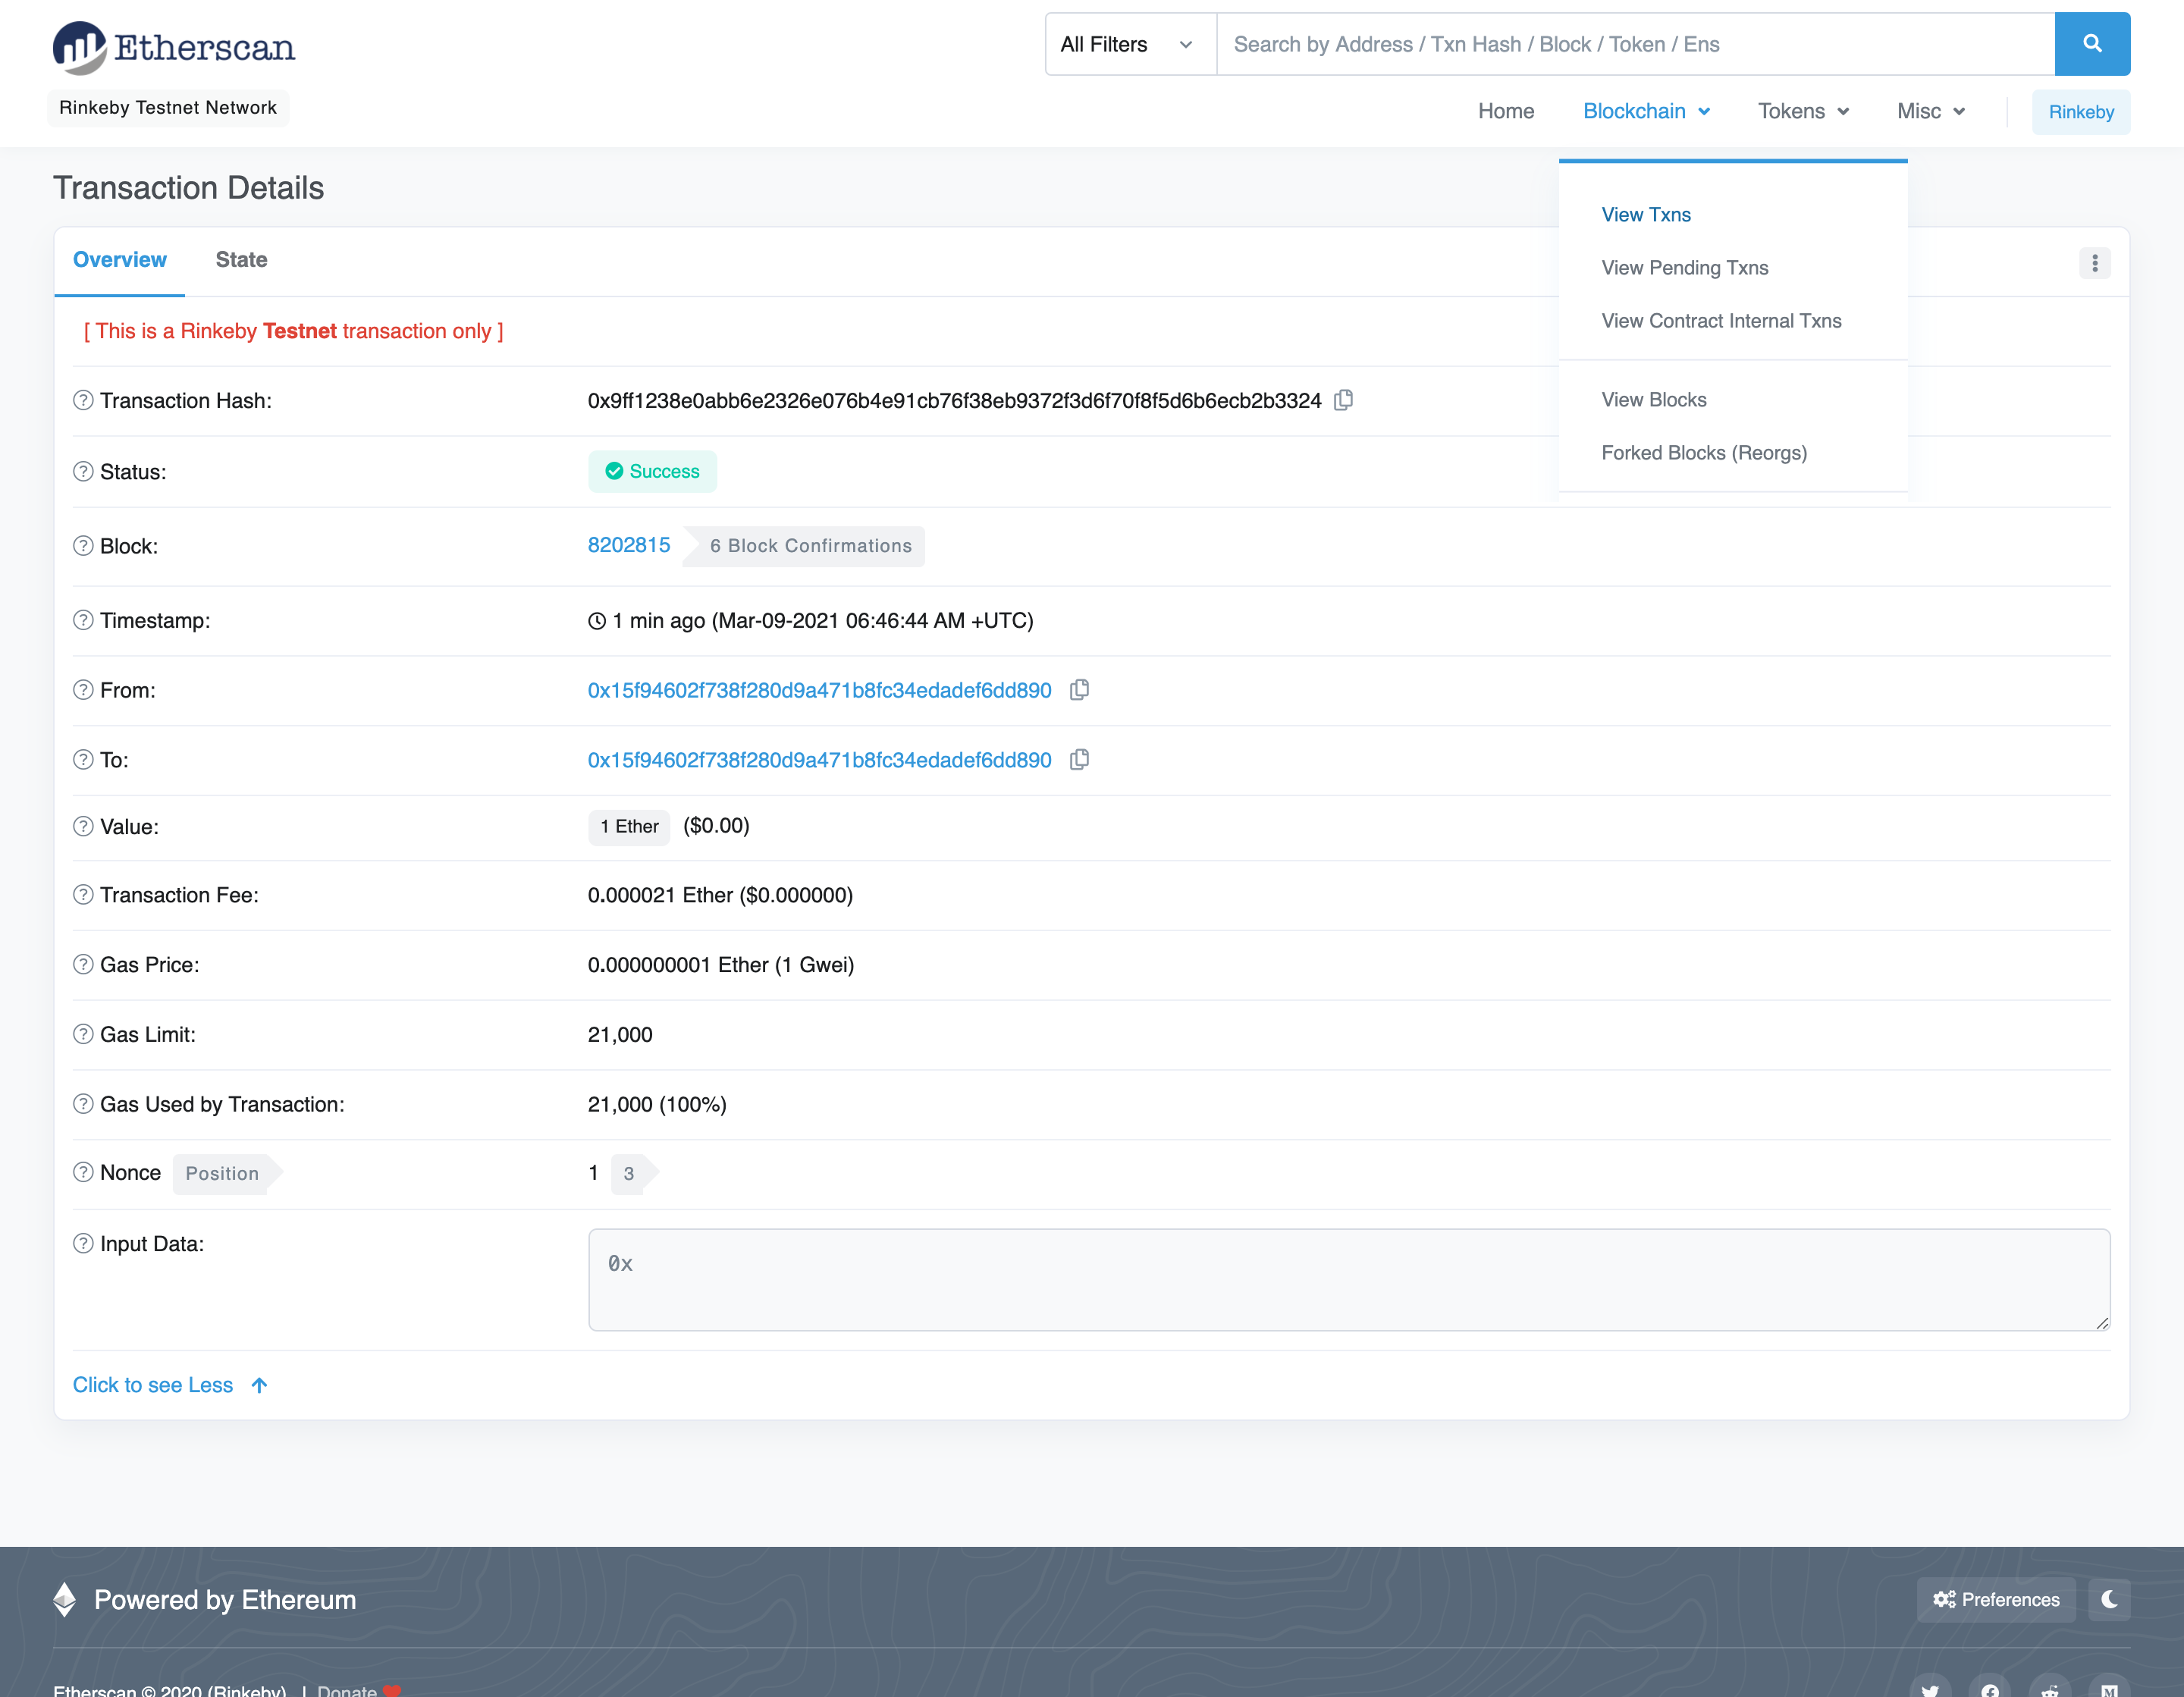 Etherscan
All Filters
Search by Address / Txn Hash / Block / Token / Ens
Rinkeby Testnet Network
Home
Blockchain
Tokens
Misc
Rinkeby
Transaction Details
View Txns
View Pending Txns
View Contract Internal Txns
View Blocks
Forked Blocks (Reorgs)
Overview
State
[ This is a Rinkeby Testnet transaction only ]
Transaction Hash: 0x9ff1238e0abb6e2326e076b4e91cb76f38eb9372f3d6f70f8f5d6b6ecb2b3324
Status: Success
Block: 8202815 6 Block Confirmations
Timestamp: 1 min ago (Mar-09-2021 06:46:44 AM +UTC)
From: 0x15f94602f738f280d9a471b8fc34edadef6dd890
To: 0x15f94602f738f280d9a471b8fc34edadef6dd890
Value: 1 Ether ($0.00)
Transaction Fee: 0.000021 Ether ($0.000000)
Gas Price: 0.000000001 Ether (1 Gwei)
Gas Limit: 21,000
Gas Used by Transaction: 21,000 (100%)
Nonce Position 1 3
Input Data: 0x
Click to see Less
Powered by Ethereum
Preferences
Etherscan © 2020 (Rinkeby) | Donate